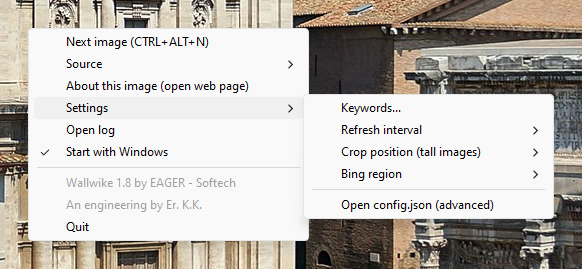 Next image (CTRL+ALT+N)
Source
About this image (open web page)
Settings
Open log
Start with Windows
Wallwike 1.8 by EAGER - Softech
An engineering by Er. K.K.
Quit
Keywords...
Refresh interval
Crop position (tall images)
Bing region
Open config.json (advanced)